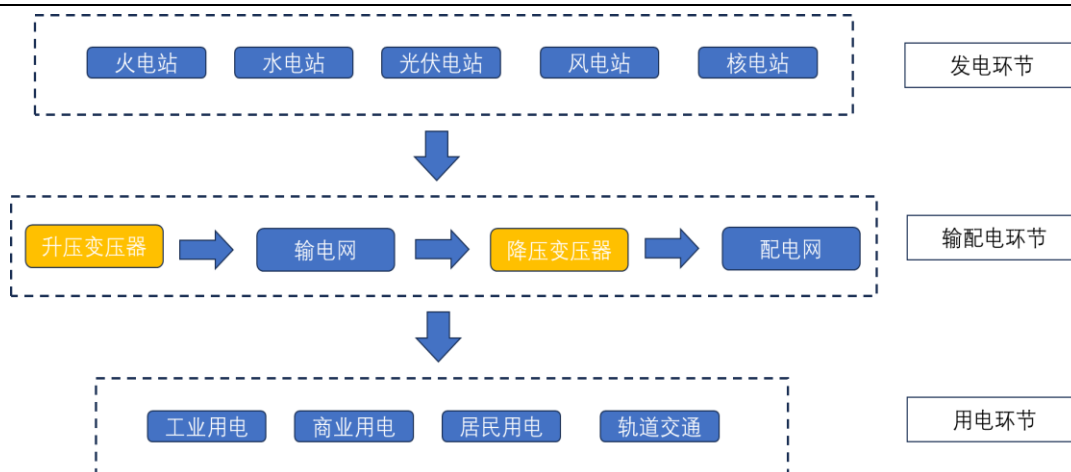 火电站 水电站 光伏电站 风电站 核电站 发电环节
升压变压器 输电网 降压变压器 配电网 输配电环节
工业用电 商业用电 居民用电 轨道交通 用电环节